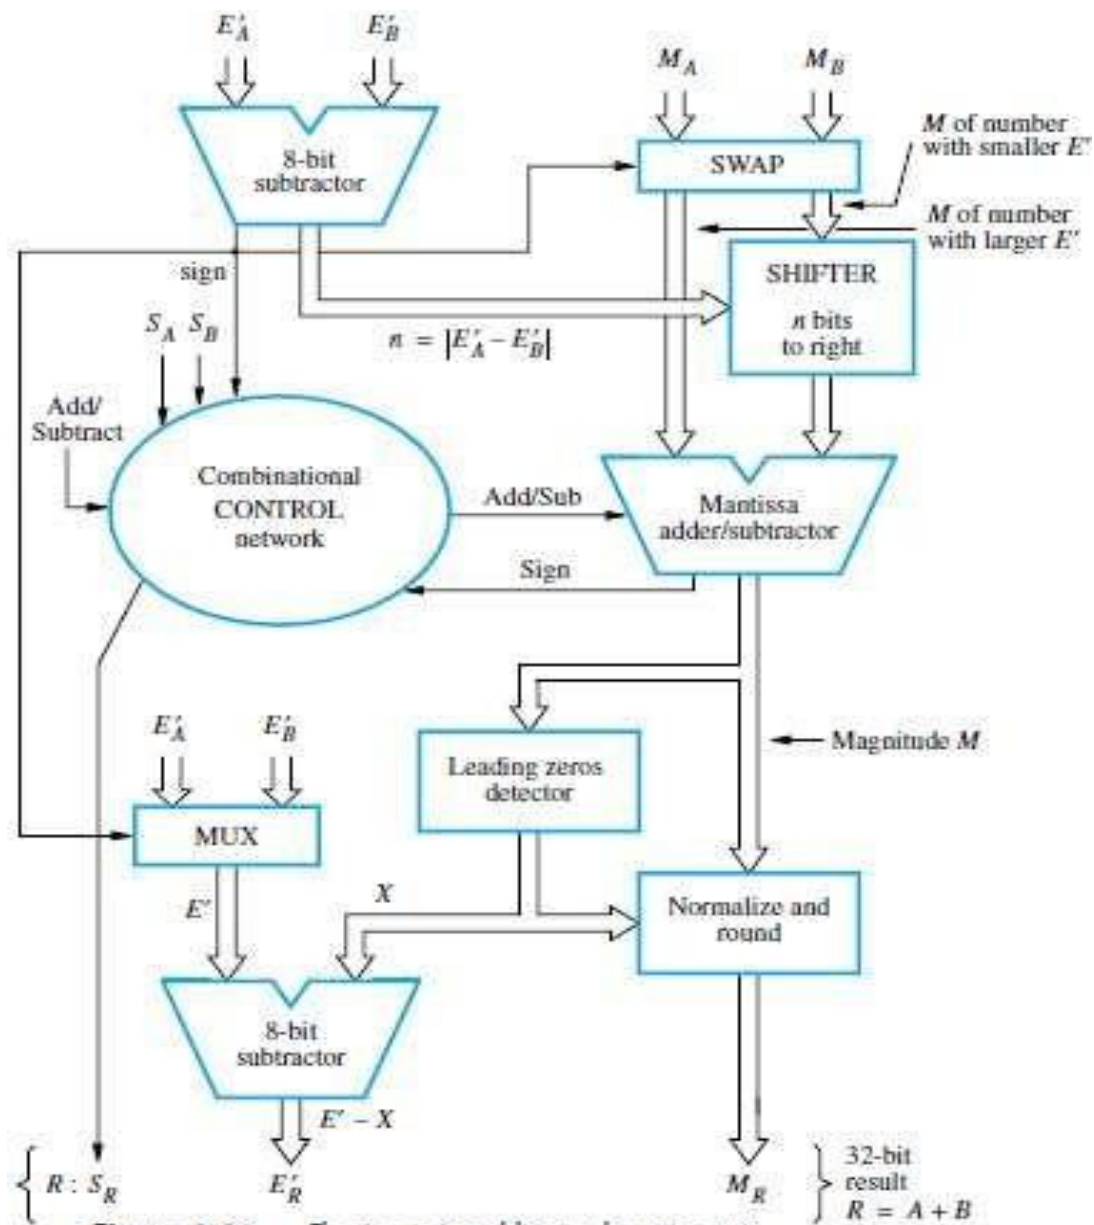 E′A E′B
MA MB
8-bit
subtractor
SWAP
M of number
with smaller E′
M of number
with larger E′
sign
SHIFTER
n bits
to right
SA SB
n = |E′A − E′B|
Add/
Subtract
Combinational
CONTROL
network
Add/Sub
Mantissa
adder/subtractor
Sign
E′A E′B
Magnitude M
Leading zeros
detector
MUX
X
E′
Normalize and
round
8-bit
subtractor
E′ − X
R : SR
E′R
MR
32-bit
result
R = A + B